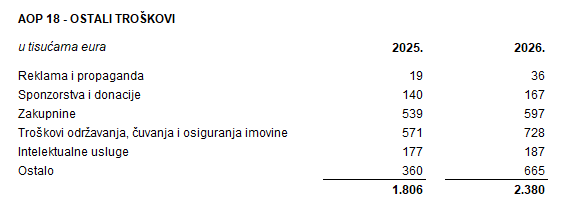 AOP 18 - OSTALI TROŠKOVI
u tisućama eura 2025. 2026.
Reklama i propaganda 19 36
Sponzorstva i donacije 140 167
Zakupnine 539 597
Troškovi održavanja, čuvanja i osiguranja imovine 571 728
Intelektualne usluge 177 187
Ostalo 360 665
1.806 2.380